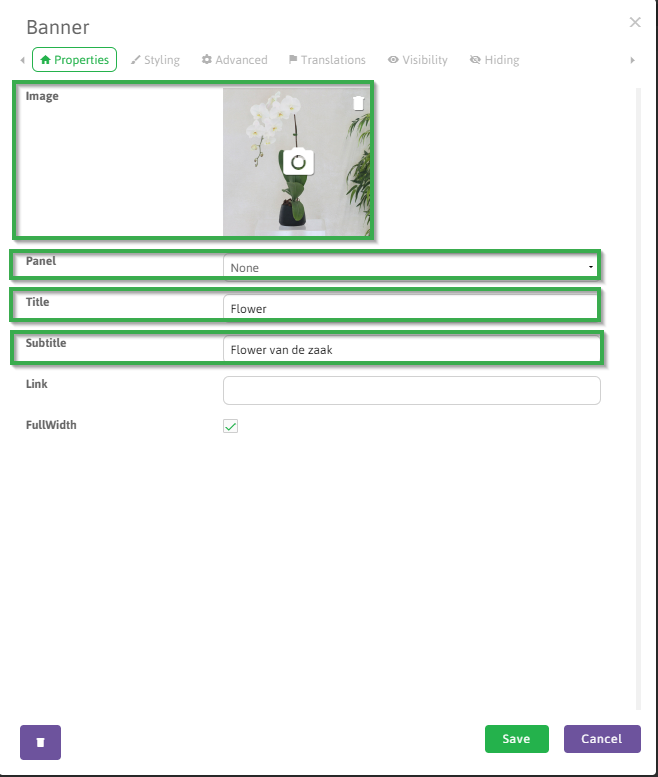 Banner
Properties Styling Advanced Translations Visibility Hiding
Image
Panel None
Title Flower
Subtitle Flower van de zaak
Link
FullWidth
Save Cancel